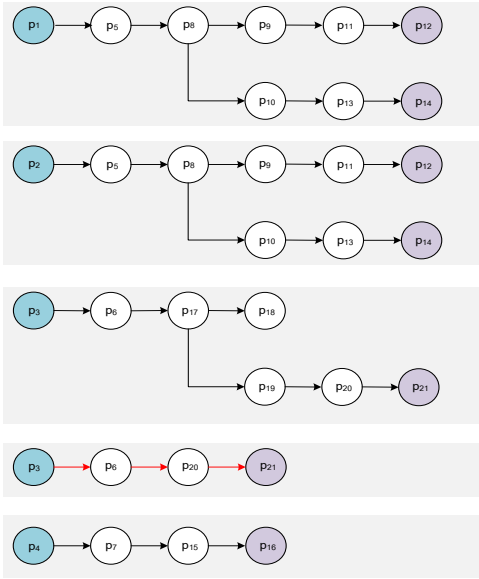 p1 p5 p8 p9 p11 p12
p10 p13 p14
p2 p5 p8 p9 p11 p12
p10 p13 p14
p3 p6 p17 p18
p19 p20 p21
p3 p6 p20 p21
p4 p7 p15 p16